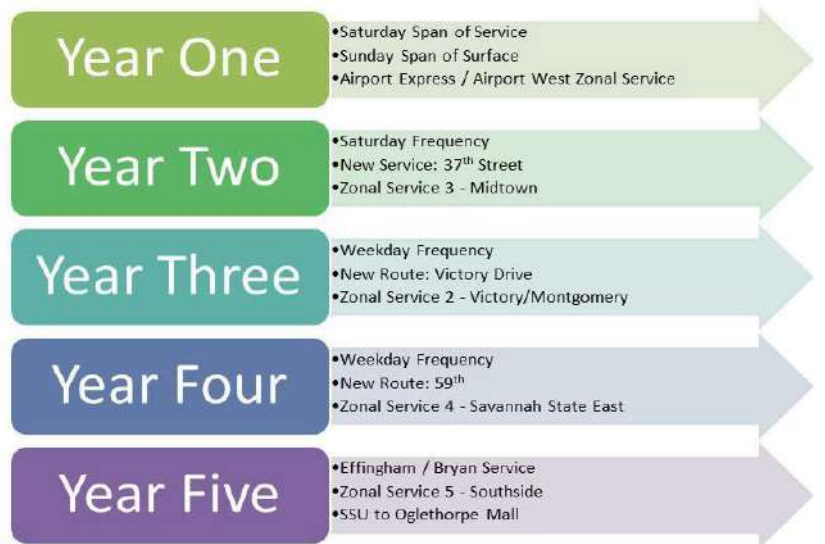 Year One
•Saturday Span of Service
•Sunday Span of Surface
•Airport Express / Airport West Zonal Service
Year Two
•Saturday Frequency
•New Service: 37th Street
•Zonal Service 3 - Midtown
Year Three
•Weekday Frequency
•New Route: Victory Drive
•Zonal Service 2 - Victory/Montgomery
Year Four
•Weekday Frequency
•New Route: 59th
•Zonal Service 4 - Savannah State East
Year Five
•Effingham / Bryan Service
•Zonal Service 5 - Southside
•SSU to Oglethorpe Mall